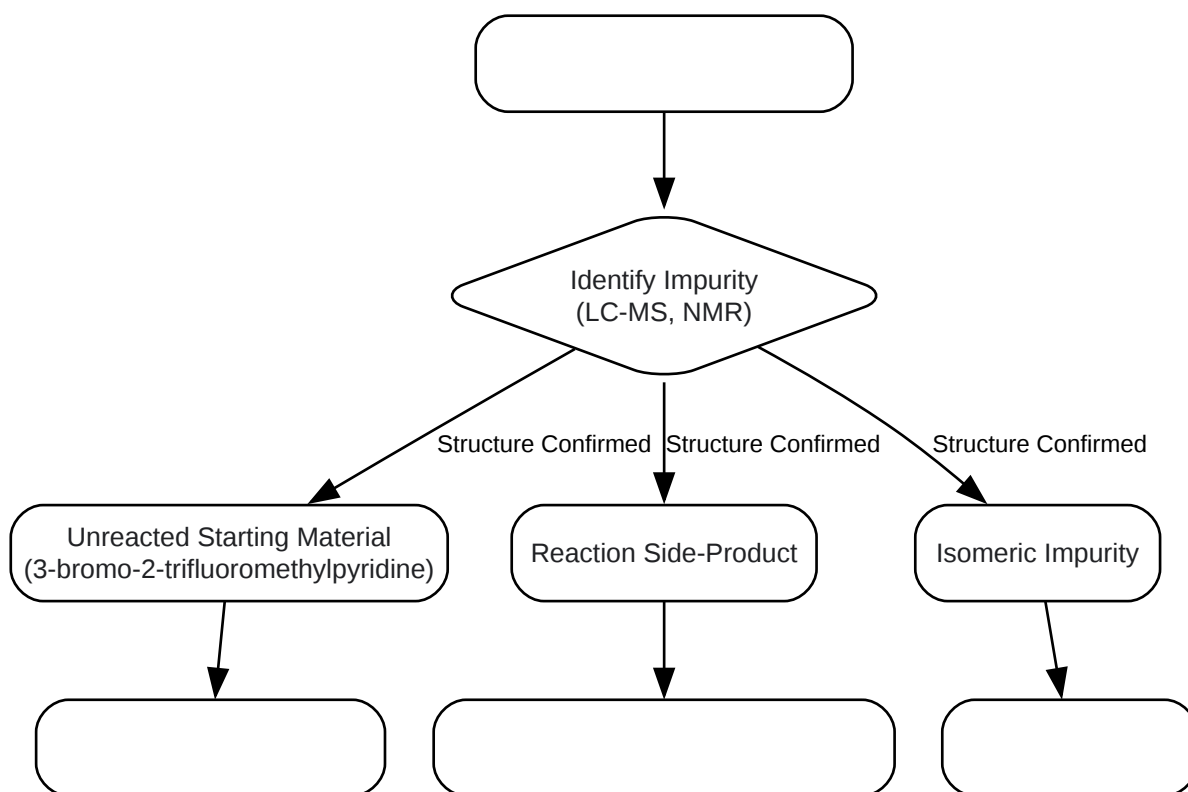 Identify Impurity
(LC-MS, NMR)
Structure Confirmed
Structure Confirmed
Structure Confirmed
Unreacted Starting Material
(3-bromo-2-trifluoromethylpyridine)
Reaction Side-Product
Isomeric Impurity